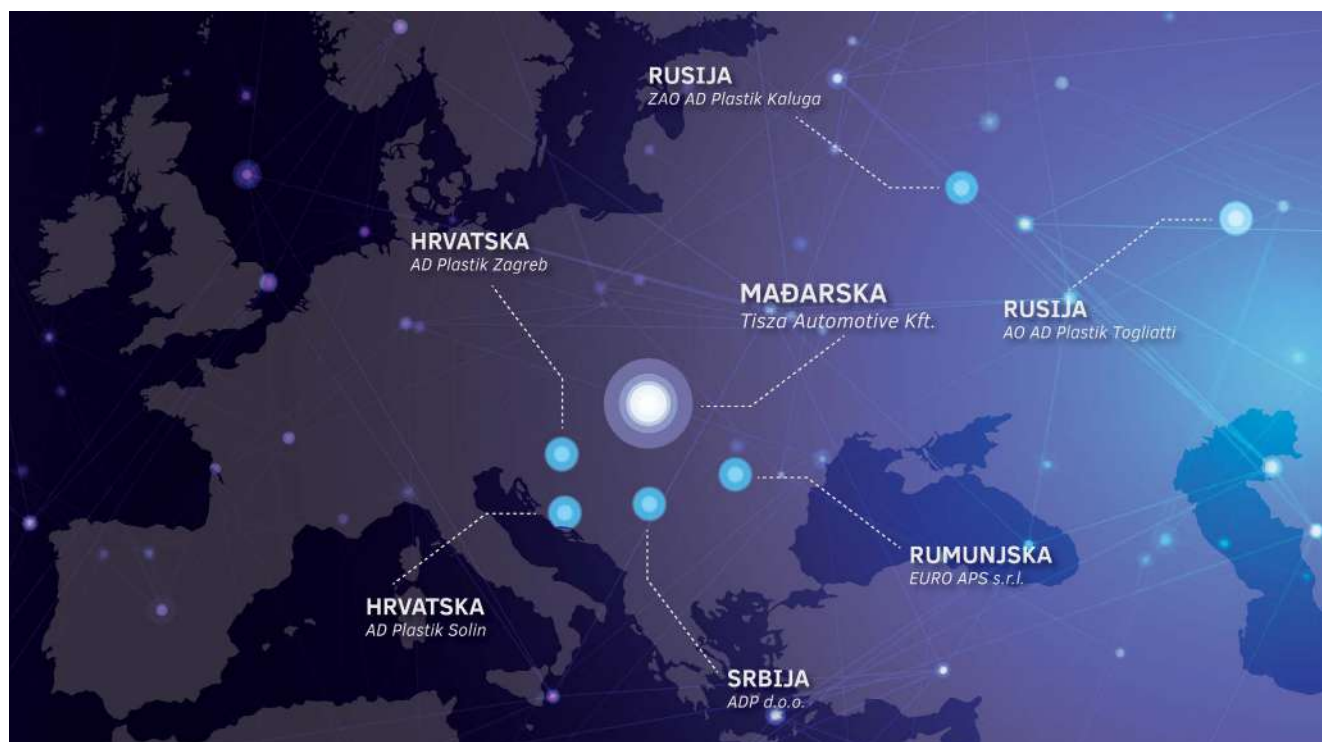 RUSIJA
ZAO AD Plastik Kaluga
HRVATSKA
AD Plastik Zagreb
MAĐARSKA
Tisza Automotive Kft.
RUSIJA
AO AD Plastik Togliatti
RUMUNJSKA
EURO APS s.r.l.
HRVATSKA
AD Plastik Solin
SRBIJA
ADP d.o.o.